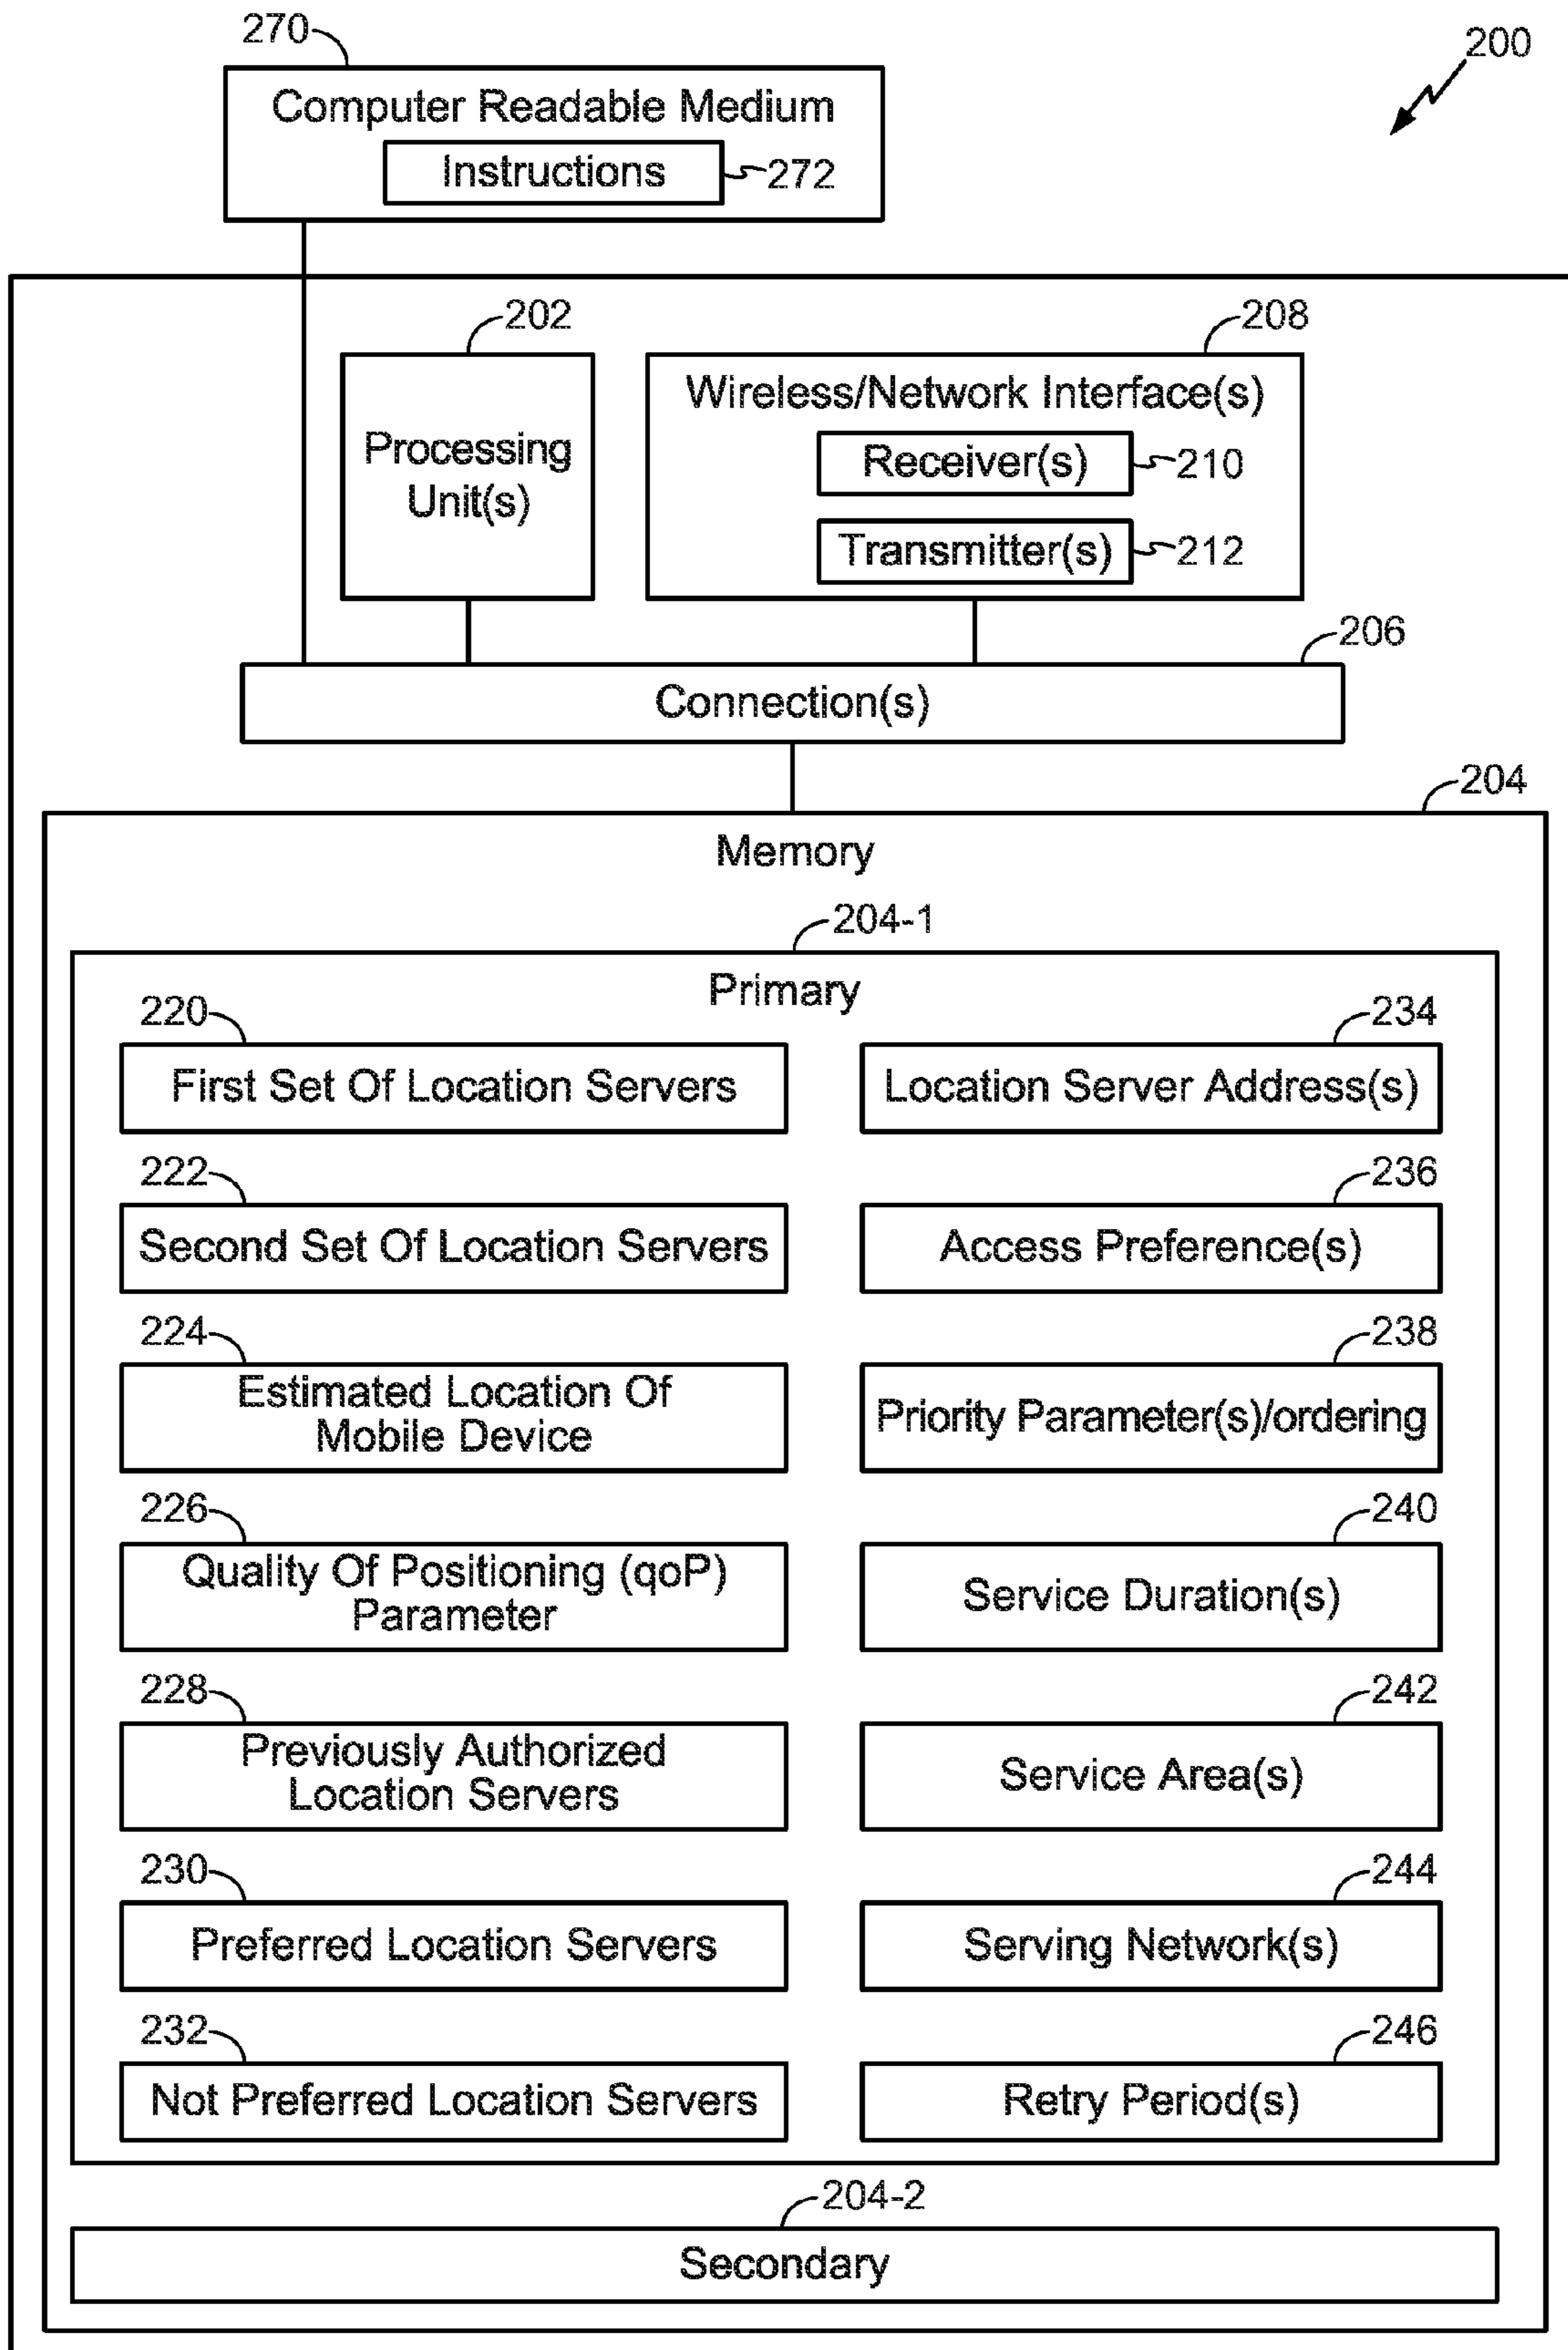 270
200
Computer Readable Medium
Instructions
272
202
208
Processing
Unit(s)
Wireless/Network Interface(s)
Receiver(s)
210
Transmitter(s)
212
206
Connection(s)
204
Memory
204-1
Primary
220
234
First Set Of Location Servers
Location Server Address(s)
222
236
Second Set Of Location Servers
Access Preference(s)
224
238
Estimated Location Of
Mobile Device
Priority Parameter(s)/ordering
226
240
Quality Of Positioning (qoP)
Parameter
Service Duration(s)
228
242
Previously Authorized
Location Servers
Service Area(s)
230
244
Preferred Location Servers
Serving Network(s)
232
246
Not Preferred Location Servers
Retry Period(s)
204-2
Secondary